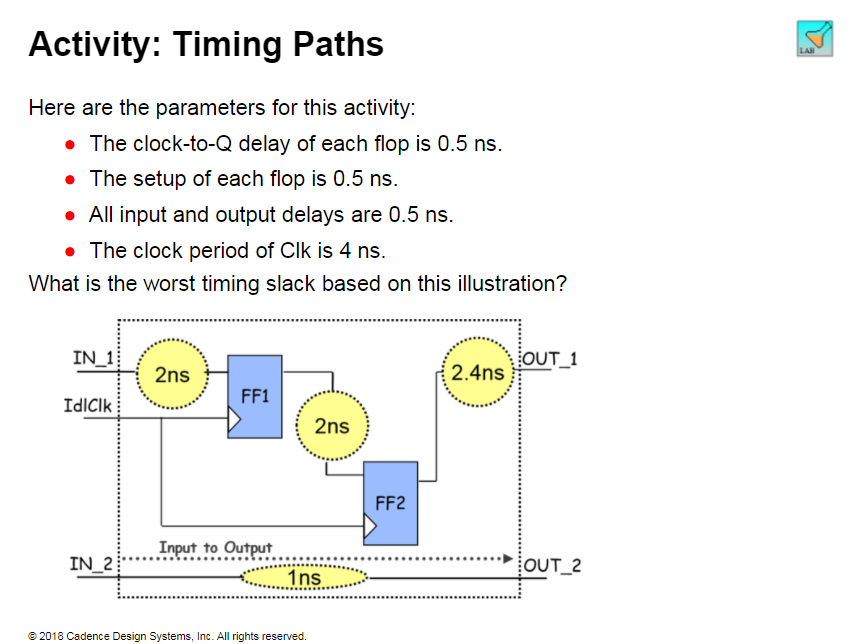 Activity: Timing Paths
LAB
Here are the parameters for this activity:
● The clock-to-Q delay of each flop is 0.5 ns.
● The setup of each flop is 0.5 ns.
● All input and output delays are 0.5 ns.
● The clock period of Clk is 4 ns.
What is the worst timing slack based on this illustration?
IN_1
2ns
2.4ns
OUT_1
IdlClk
FF1
2ns
FF2
Input to Output
IN_2
1ns
OUT_2
© 2018 Cadence Design Systems, Inc. All rights reserved.